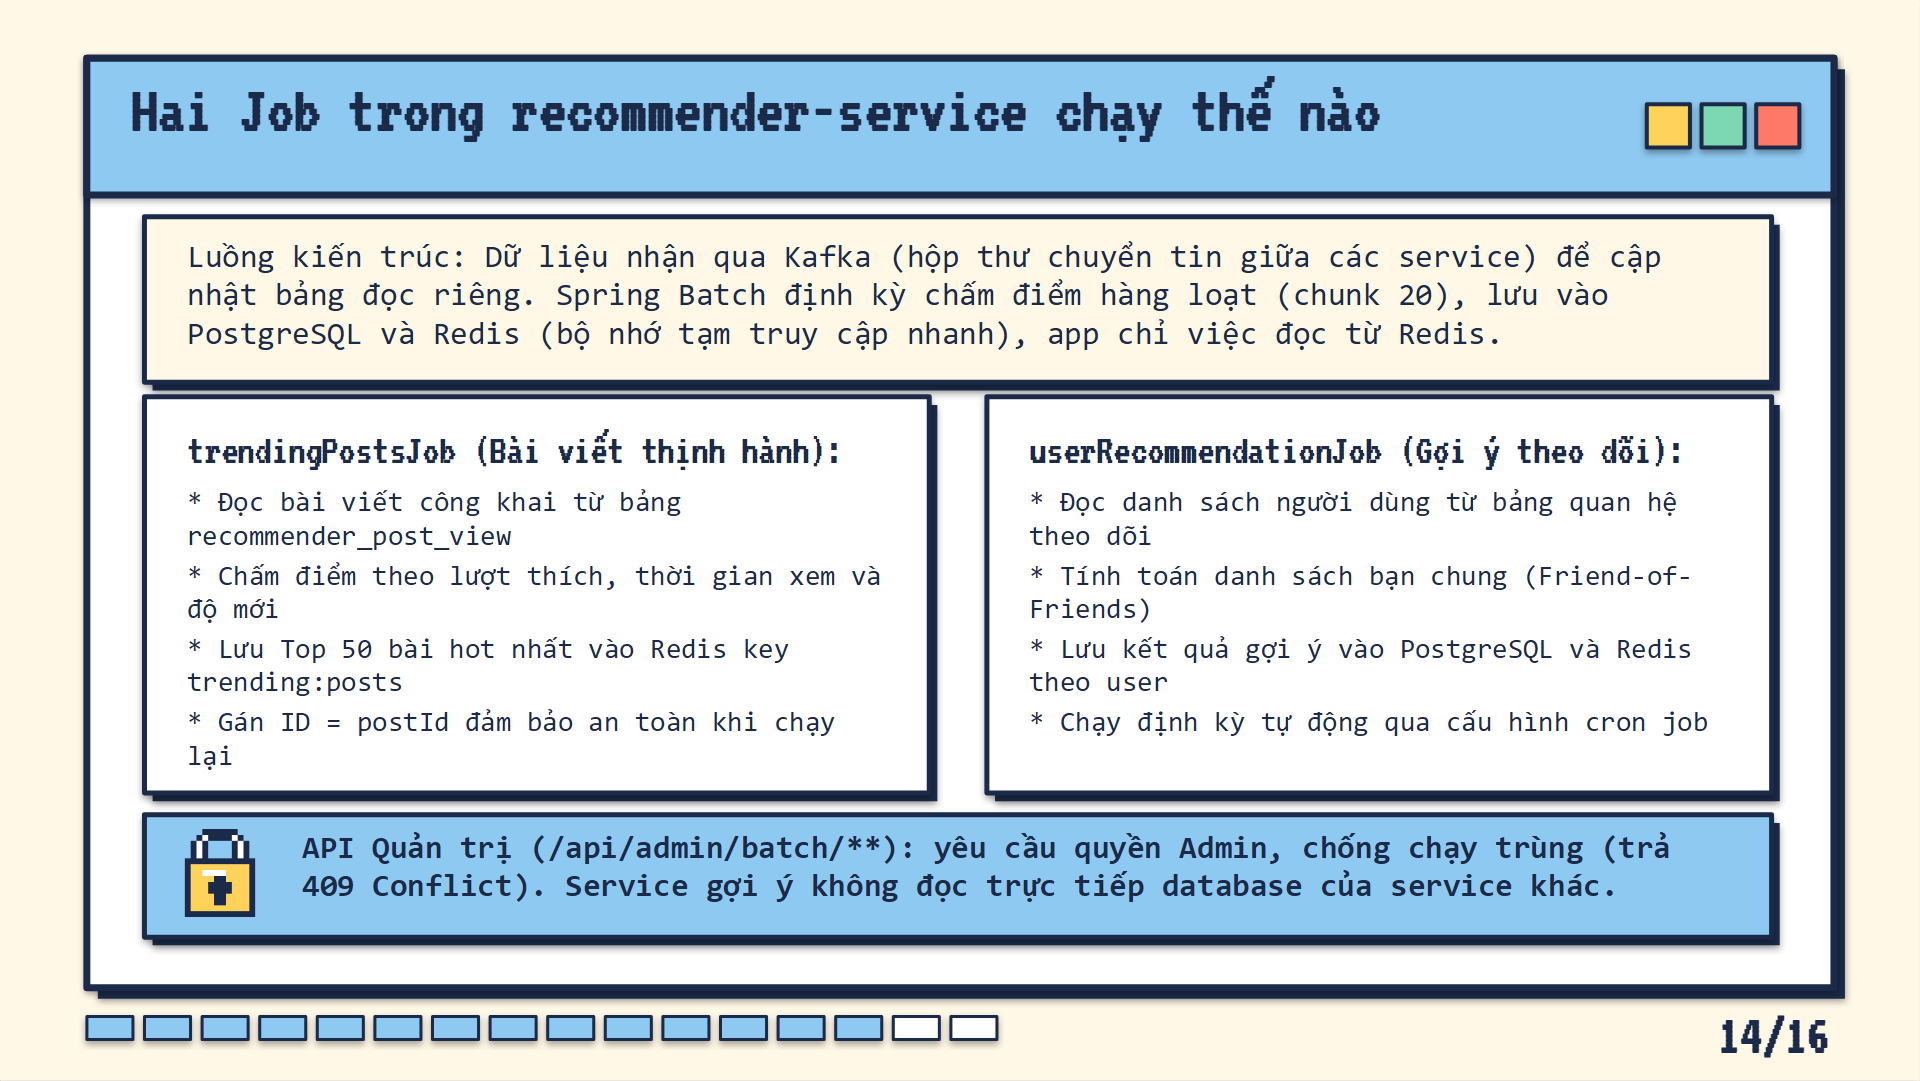 Hai Job trong recommender-service chạy thế nào
Luồng kiến trúc: Dữ liệu nhận qua Kafka (hộp thư chuyển tin giữa các service) để cập
nhật bảng đọc riêng. Spring Batch định kỳ chấm điểm hàng loạt (chunk 20), lưu vào
PostgreSQL và Redis (bộ nhớ tạm truy cập nhanh), app chỉ việc đọc từ Redis.
trendingPostsJob (Bài viết thịnh hành):
* Đọc bài viết công khai từ bảng
recommender_post_view
* Chấm điểm theo lượt thích, thời gian xem và
độ mới
* Lưu Top 50 bài hot nhất vào Redis key
trending:posts
* Gán ID = postId đảm bảo an toàn khi chạy
lại
userRecommendationJob (Gợi ý theo dõi):
* Đọc danh sách người dùng từ bảng quan hệ
theo dõi
* Tính toán danh sách bạn chung (Friend-of-
Friends)
* Lưu kết quả gợi ý vào PostgreSQL và Redis
theo user
* Chạy định kỳ tự động qua cấu hình cron job
API Quản trị (/api/admin/batch/**): yêu cầu quyền Admin, chống chạy trùng (trả
409 Conflict). Service gợi ý không đọc trực tiếp database của service khác.
14/16